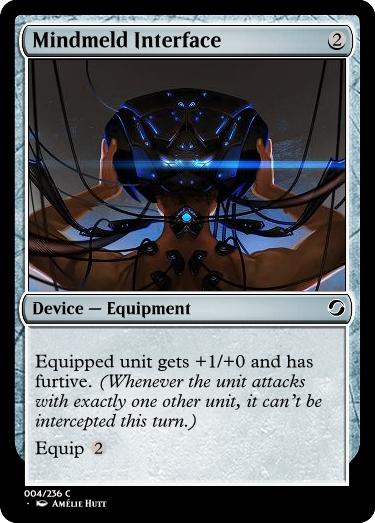 Mindmeld Interface 2
Device — Equipment
Equipped unit gets +1/+0 and has
furtive. (Whenever the unit attacks
with exactly one other unit, it can't be
intercepted this turn.)
Equip 2
004/236 C
· Amélie Hutt